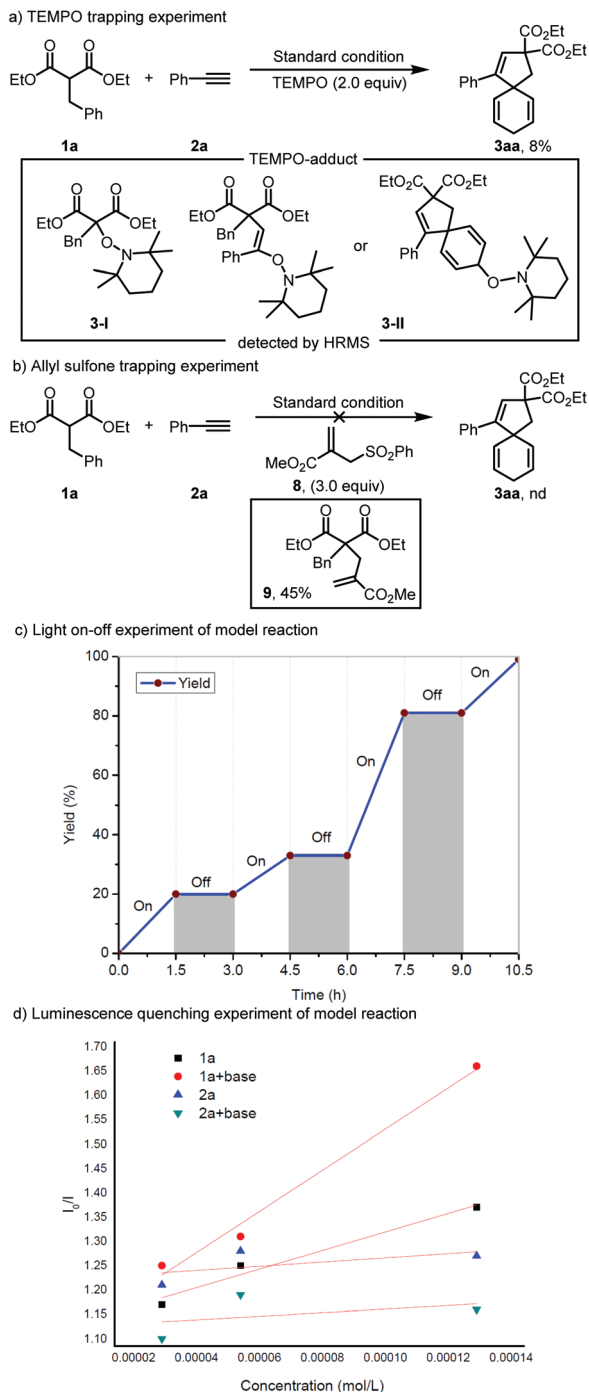 a) TEMPO trapping experiment
O O
EtO OEt
Ph
1a
+
Ph
2a
Standard condition
TEMPO (2.0 equiv)
CO2Et
CO2Et
Ph
3aa, 8%
TEMPO-adduct
O O
EtO OEt
Bn O
N
3-I
O O
EtO OEt
Bn
Ph O
N
or
CO2Et
CO2Et
Ph
O N
3-II
detected by HRMS
b) Allyl sulfone trapping experiment
O O
EtO OEt
Ph
1a
+
Ph
2a
Standard condition
SO2Ph
MeO2C
8, (3.0 equiv)
CO2Et
CO2Et
Ph
3aa, nd
O O
EtO OEt
Bn
CO2Me
9, 45%
c) Light on-off experiment of model reaction
Yield
Yield (%)
100
80
60
40
20
0
On
Off
On
Off
On
Off
On
0.0 1.5 3.0 4.5 6.0 7.5 9.0 10.5
Time (h)
d) Luminescence quenching experiment of model reaction
1a
1a+base
2a
2a+base
I0/I
1.70
1.65
1.60
1.55
1.50
1.45
1.40
1.35
1.30
1.25
1.20
1.15
1.10
0.00002 0.00004 0.00006 0.00008 0.00010 0.00012 0.00014
Concentration (mol/L)